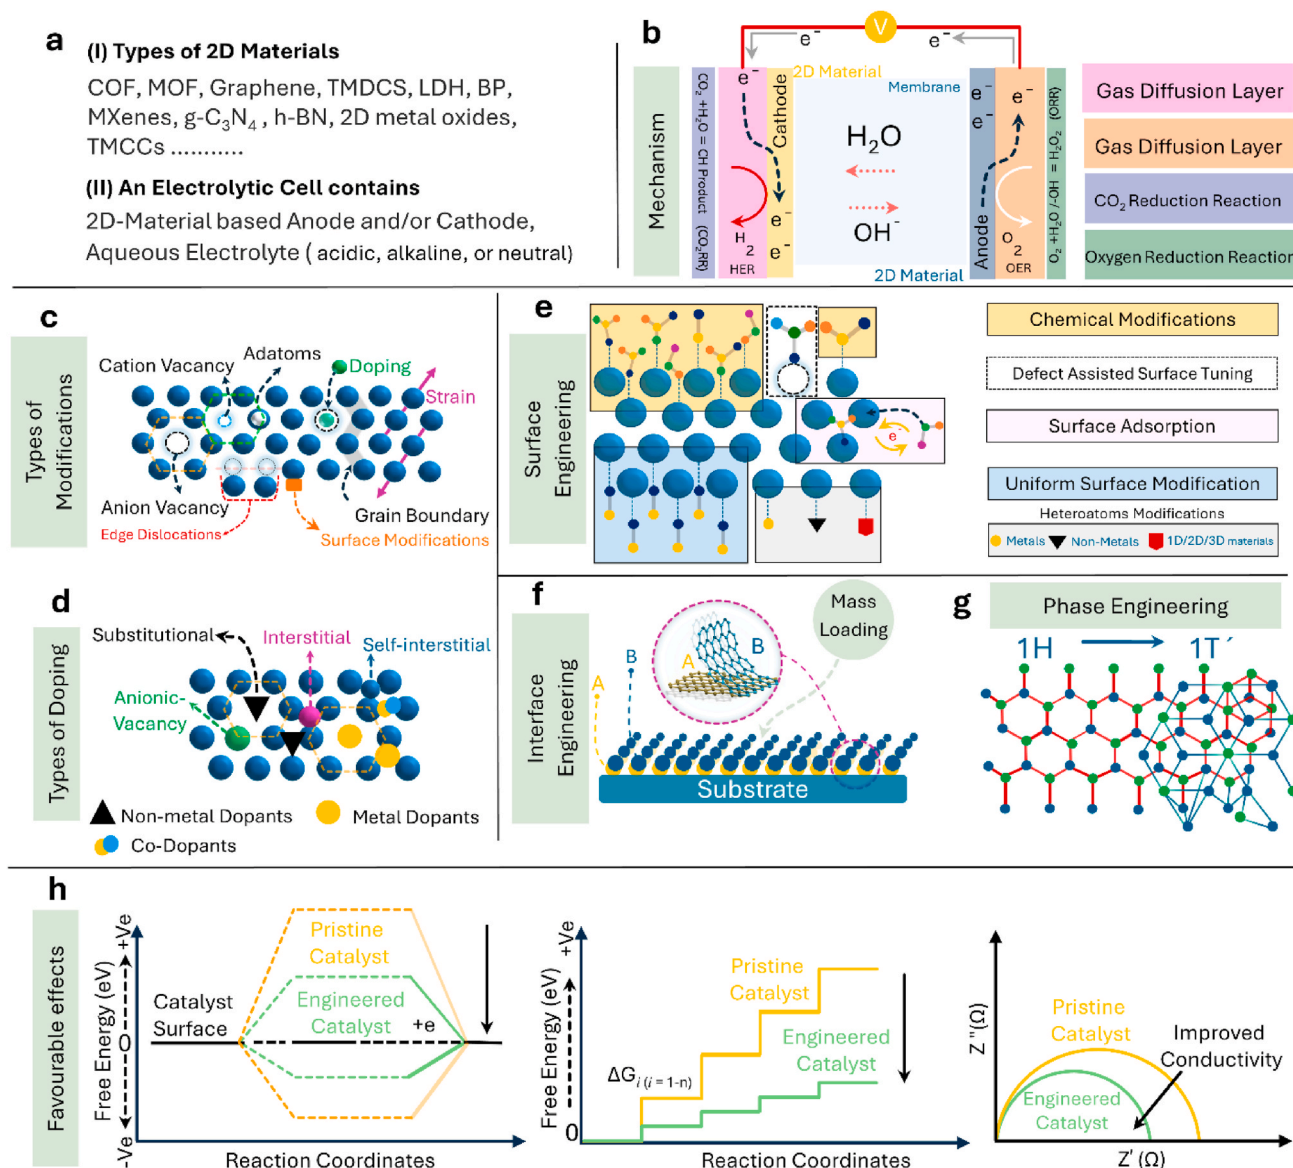 a
(I) Types of 2D Materials
COF, MOF, Graphene, TMDCS, LDH, BP,
MXenes, g-C₃N₄ , h-BN, 2D metal oxides,
TMCCs ...........
(II) An Electrolytic Cell contains
2D-Material based Anode and/or Cathode,
Aqueous Electrolyte ( acidic, alkaline, or neutral)
b
Mechanism
V
e⁻
e⁻
CO₂ +H₂O = CH Product (CO₂RR)
e⁻
H₂
HER
Cathode
e⁻
e⁻
2D Material
Membrane
H₂O
OH⁻
2D Material
e⁻
e⁻
Anode
e⁻
O₂
OER
O₂ +H₂O /-OH = H₂O₂ (ORR)
Gas Diffusion Layer
Gas Diffusion Layer
CO₂ Reduction Reaction
Oxygen Reduction Reaction
c
Types of
Modifications
Cation Vacancy
Adatoms
Doping
Strain
Anion Vacancy
Edge Dislocations
Grain Boundary
Surface Modifications
d
Types of Doping
Substitutional
Interstitial
Self-interstitial
Anionic-
Vacancy
Non-metal Dopants
Metal Dopants
Co-Dopants
e
Surface
Engineering
e⁻
Chemical Modifications
Defect Assisted Surface Tuning
Surface Adsorption
Uniform Surface Modification
Heteroatoms Modifications
Metals
Non-Metals
1D/2D/3D materials
f
Interface
Engineering
A
B
A
B
Mass
Loading
Substrate
g
Phase Engineering
1H
1T´
h
Favourable effects
-Ve
0
+Ve
Free Energy (eV)
Catalyst
Surface
Pristine
Catalyst
Engineered
Catalyst
+e
Reaction Coordinates
+Ve
Free Energy (eV)
0
ΔG i (i = 1-n)
Pristine
Catalyst
Engineered
Catalyst
Reaction Coordinates
Z"(Ω)
Pristine
Catalyst
Improved
Conductivity
Engineered
Catalyst
Z′ (Ω)